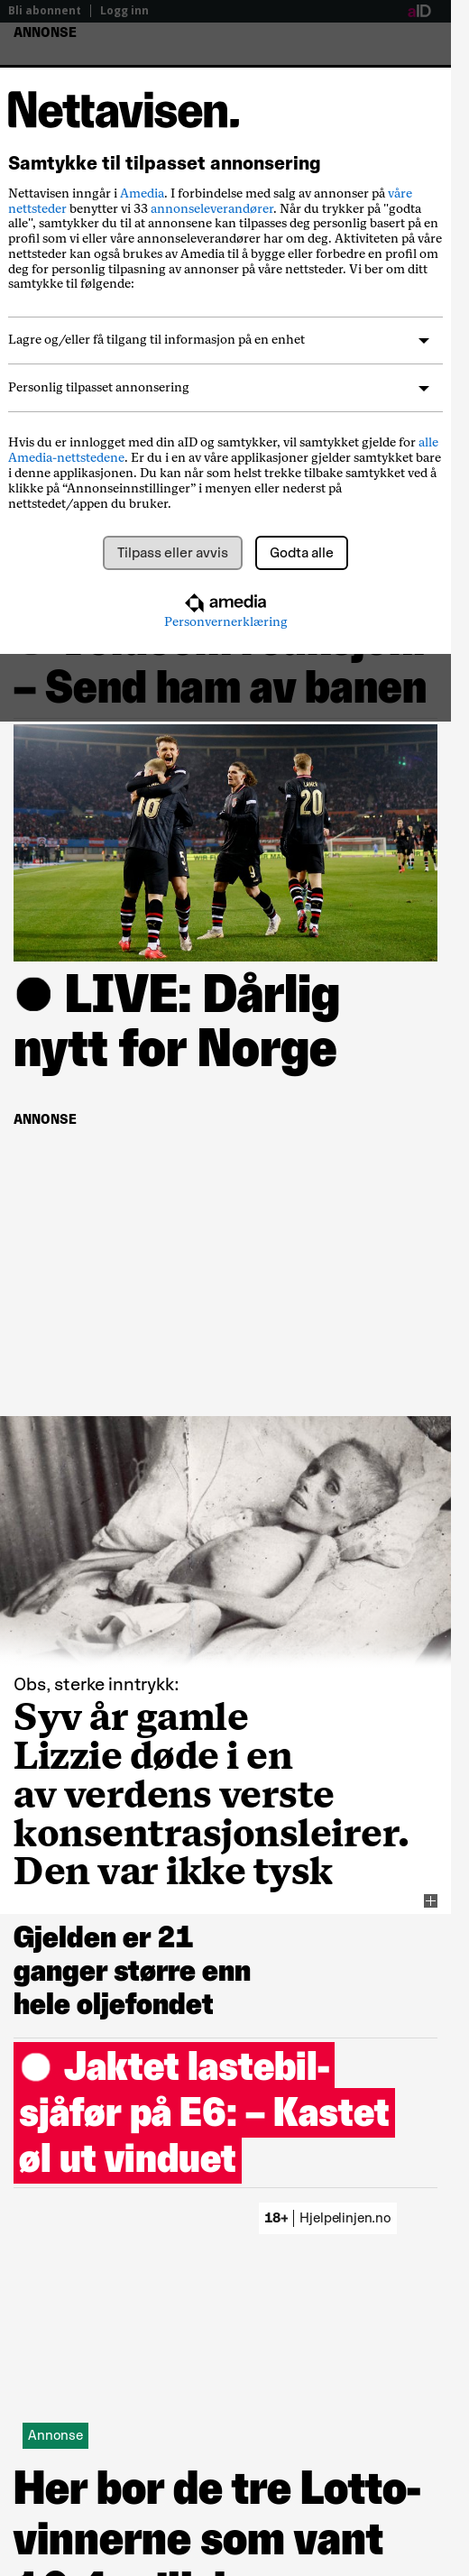 Bli abonnent | Logg inn
aID
ANNONSE
Nettavisen.
Samtykke til tilpasset annonsering
Nettavisen inngår i Amedia. I forbindelse med salg av annonser på våre
nettsteder benytter vi 33 annonseleverandører. Når du trykker på "godta
alle", samtykker du til at annonsene kan tilpasses deg personlig basert på en
profil som vi eller våre annonseleverandører har om deg. Aktiviteten på våre
nettsteder kan også brukes av Amedia til å bygge eller forbedre en profil om
deg for personlig tilpasning av annonser på våre nettsteder. Vi ber om ditt
samtykke til følgende:
Lagre og/eller få tilgang til informasjon på en enhet
Personlig tilpasset annonsering
Hvis du er innlogget med din aID og samtykker, vil samtykket gjelde for alle
Amedia-nettstedene. Er du i en av våre applikasjoner gjelder samtykket bare
i denne applikasjonen. Du kan når som helst trekke tilbake samtykket ved å
klikke på “Annonseinnstillinger” i menyen eller nederst på
nettstedet/appen du bruker.
Tilpass eller avvis
Godta alle
amedia
Personvernerklæring
– Send ham av banen
18
5
20
LIVE: Dårlig
nytt for Norge
ANNONSE
Obs, sterke inntrykk:
Syv år gamle
Lizzie døde i en
av verdens verste
konsentrasjonsleirer.
Den var ikke tysk
Gjelden er 21
ganger større enn
hele oljefondet
Jaktet lastebil-
sjåfør på E6: – Kastet
øl ut vinduet
18+ | Hjelpelinjen.no
Annonse
Her bor de tre Lotto-
vinnerne som vant